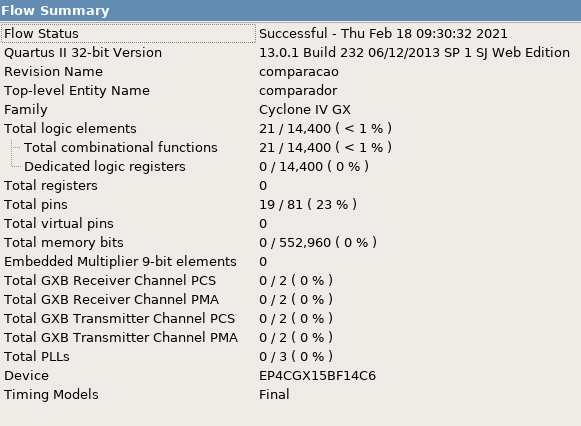 Flow Summary
Flow Status Successful - Thu Feb 18 09:30:32 2021
Quartus II 32-bit Version 13.0.1 Build 232 06/12/2013 SP 1 SJ Web Edition
Revision Name comparacao
Top-level Entity Name comparador
Family Cyclone IV GX
Total logic elements 21 / 14,400 ( < 1 % )
Total combinational functions 21 / 14,400 ( < 1 % )
Dedicated logic registers 0 / 14,400 ( 0 % )
Total registers 0
Total pins 19 / 81 ( 23 % )
Total virtual pins 0
Total memory bits 0 / 552,960 ( 0 % )
Embedded Multiplier 9-bit elements 0
Total GXB Receiver Channel PCS 0 / 2 ( 0 % )
Total GXB Receiver Channel PMA 0 / 2 ( 0 % )
Total GXB Transmitter Channel PCS 0 / 2 ( 0 % )
Total GXB Transmitter Channel PMA 0 / 2 ( 0 % )
Total PLLs 0 / 3 ( 0 % )
Device EP4CGX15BF14C6
Timing Models Final